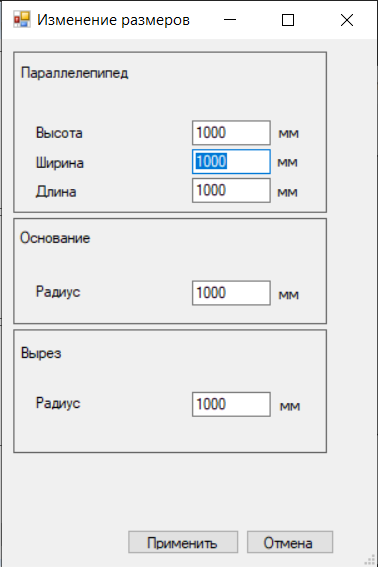 Изменение размеров
Параллелепипед
Высота 1000 мм
Ширина 1000 мм
Длина 1000 мм
Основание
Радиус 1000 мм
Вырез
Радиус 1000 мм
Применить Отмена